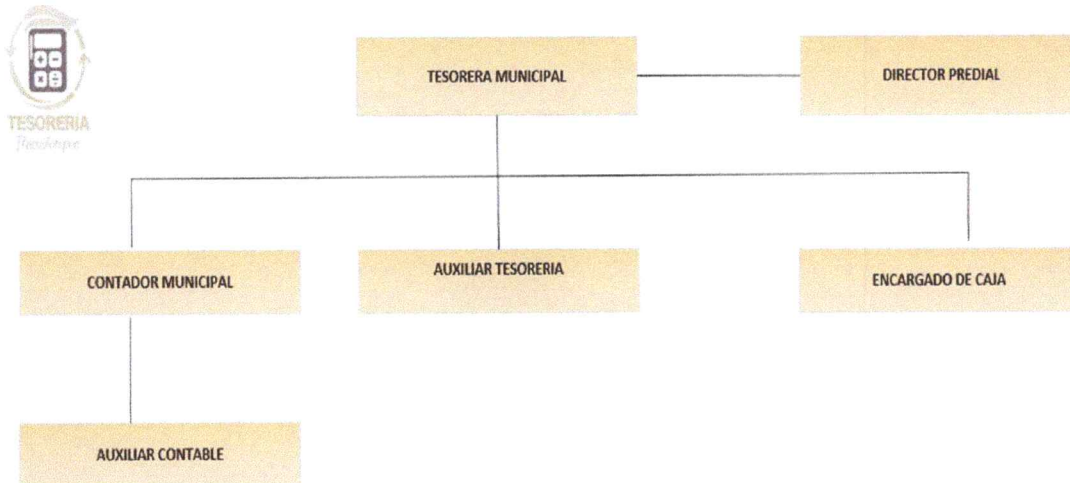 TESORERA MUNICIPAL
DIRECTOR PREDIAL
TESORERIA
CONTADOR MUNICIPAL
AUXILIAR TESORERIA
ENCARGADO DE CAJA
AUXILIAR CONTABLE